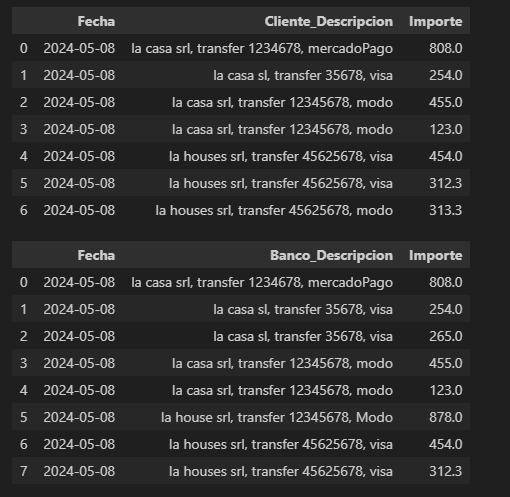 Fecha Cliente_Descripcion Importe
0 2024-05-08 la casa srl, transfer 1234678, mercadoPago 808.0
1 2024-05-08 la casa sl, transfer 35678, visa 254.0
2 2024-05-08 la casa srl, transfer 12345678, modo 455.0
3 2024-05-08 la casa srl, transfer 12345678, modo 123.0
4 2024-05-08 la houses srl, transfer 45625678, visa 454.0
5 2024-05-08 la houses srl, transfer 45625678, visa 312.3
6 2024-05-08 la houses srl, transfer 45625678, modo 313.3
Fecha Banco_Descripcion Importe
0 2024-05-08 la casa srl, transfer 1234678, mercadoPago 808.0
1 2024-05-08 la casa sl, transfer 35678, visa 254.0
2 2024-05-08 la casa sl, transfer 35678, visa 265.0
3 2024-05-08 la casa srl, transfer 12345678, modo 455.0
4 2024-05-08 la casa srl, transfer 12345678, modo 123.0
5 2024-05-08 la house srl, transfer 12345678, Modo 878.0
6 2024-05-08 la houses srl, transfer 45625678, visa 454.0
7 2024-05-08 la houses srl, transfer 45625678, visa 312.3